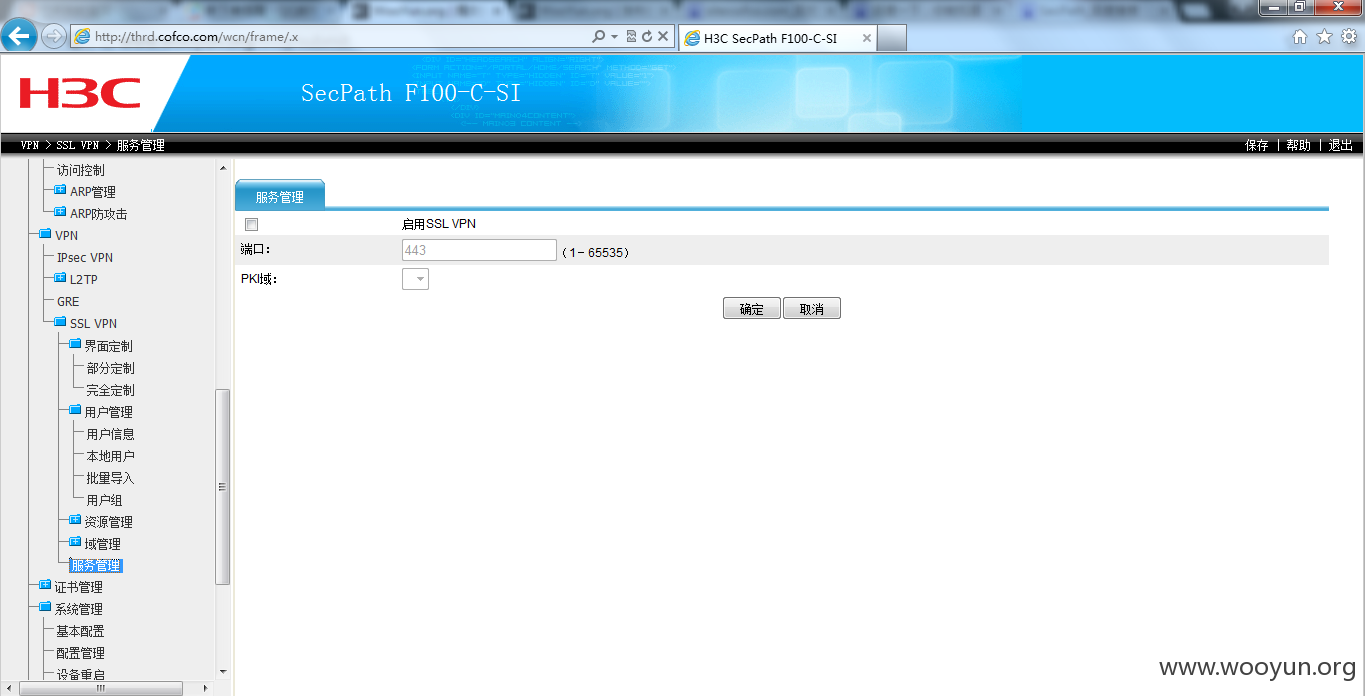 http://thrd.cofco.com/wcn/frame/.x
H3C SecPath F100-C-SI
H3C
SecPath F100-C-SI
VPN > SSL VPN > 服务管理
保存 | 帮助 | 退出
访问控制
ARP管理
ARP防攻击
VPN
IPsec VPN
L2TP
GRE
SSL VPN
界面定制
部分定制
完全定制
用户管理
用户信息
本地用户
批量导入
用户组
资源管理
域管理
服务管理
证书管理
系统管理
基本配置
配置管理
设备重启
服务管理
启用SSL VPN
端口：
443
（1- 65535）
PKI域：
确定
取消
www.wooyun.org